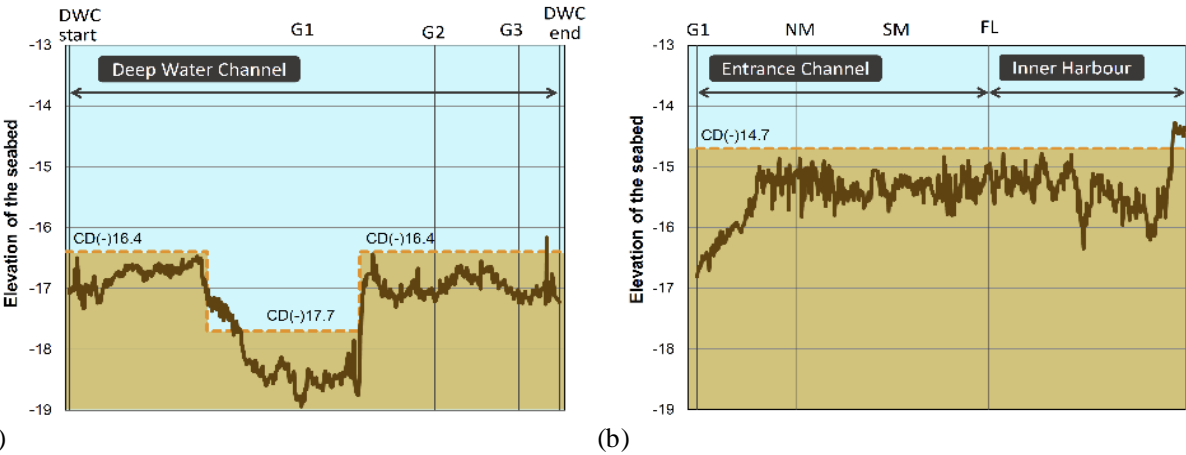 DWC
start
G1
G2
G3
DWC
end
Deep Water Channel
Elevation of the seabed
-13
-14
-15
-16
-17
-18
-19
CD(-)16.4
CD(-)16.4
CD(-)17.7
)
G1
NM
SM
FL
Entrance Channel
Inner Harbour
Elevation of the seabed
-13
-14
-15
-16
-17
-18
-19
CD(-)14.7
(b)